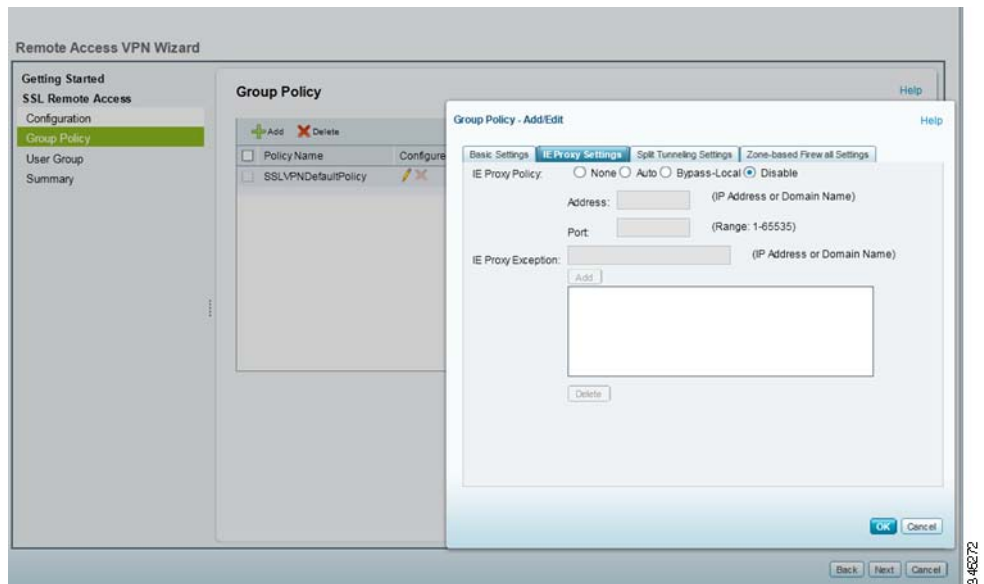 Remote Access VPN Wizard
Getting Started
SSL Remote Access
Configuration
Group Policy
User Group
Summary
Group Policy
Help
Add Delete
Policy Name Configure
SSLVPNDefaultPolicy
Group Policy - Add/Edit
Help
Basic Settings IE Proxy Settings Split Tunneling Settings Zone-based Firewall Settings
IE Proxy Policy: None Auto Bypass-Local Disable
Address: (IP Address or Domain Name)
Port: (Range: 1-65535)
IE Proxy Exception: (IP Address or Domain Name)
Add
Delete
OK Cancel
Back Next Cancel
346272